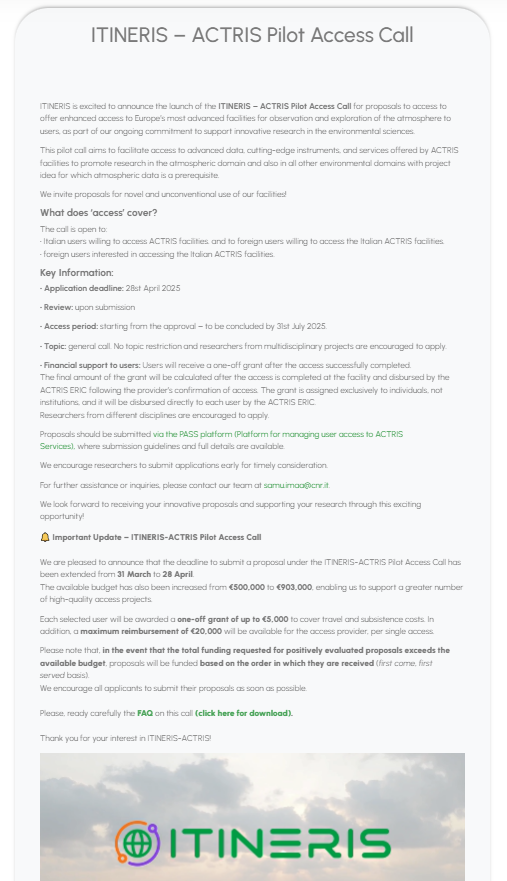 ITINERIS – ACTRIS Pilot Access Call
ITINERIS is excited to announce the launch of the ITINERIS – ACTRIS Pilot Access Call for proposals to access to
offer enhanced access to Europe's most advanced facilities for observation and exploration of the atmosphere to
users, as part of our ongoing commitment to support innovative research in the environmental sciences.
This pilot call aims to facilitate access to advanced data, cutting-edge instruments, and services offered by ACTRIS
facilities to promote research in the atmospheric domain and also in all other environmental domains with project
idea for which atmospheric data is a prerequisite.
We invite proposals for novel and unconventional use of our facilities!
What does 'access' cover?
The call is open to:
• Italian users willing to access ACTRIS facilities. and to foreign users willing to access the Italian ACTRIS facilities.
• foreign users interested in accessing the Italian ACTRIS facilities.
Key Information:
• Application deadline: 28st April 2025
• Review: upon submission
• Access period: starting from the approval – to be concluded by 31st July 2025.
• Topic: general call. No topic restriction and researchers from multidisciplinary projects are encouraged to apply.
• Financial support to users: Users will receive a one-off grant after the access successfully completed.
The final amount of the grant will be calculated after the access is completed at the facility and disbursed by the
ACTRIS ERIC following the provider's confirmation of access. The grant is assigned exclusively to individuals, not
institutions, and it will be disbursed directly to each user by the ACTRIS ERIC.
Researchers from different disciplines are encouraged to apply.
Proposals should be submitted via the PASS platform (Platform for managing user access to ACTRIS
Services), where submission guidelines and full details are available.
We encourage researchers to submit applications early for timely consideration.
For further assistance or inquiries, please contact our team at samu.imaa@cnr.it.
We look forward to receiving your innovative proposals and supporting your research through this exciting
opportunity!
🔔 Important Update – ITINERIS-ACTRIS Pilot Access Call
We are pleased to announce that the deadline to submit a proposal under the ITINERIS-ACTRIS Pilot Access Call has
been extended from 31 March to 28 April.
The available budget has also been increased from €500,000 to €903,000, enabling us to support a greater number
of high-quality access projects.
Each selected user will be awarded a one-off grant of up to €5,000 to cover travel and subsistence costs. In
addition, a maximum reimbursement of €20,000 will be available for the access provider, per single access.
Please note that, in the event that the total funding requested for positively evaluated proposals exceeds the
available budget, proposals will be funded based on the order in which they are received (first come, first
served basis).
We encourage all applicants to submit their proposals as soon as possible.
Please, ready carefully the FAQ on this call (click here for download).
Thank you for your interest in ITINERIS-ACTRIS!
ITINERIS